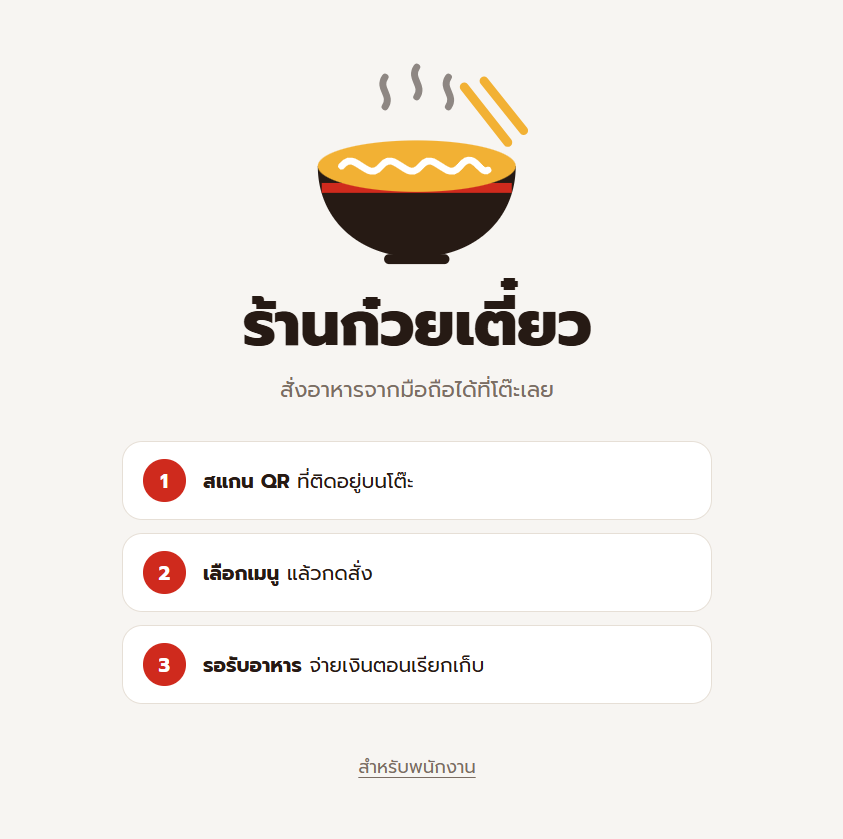 ร้านก๋วยเตี๋ยว
สั่งอาหารจากมือถือได้ที่โต๊ะเลย
1 สแกน QR ที่ติดอยู่บนโต๊ะ
2 เลือกเมนู แล้วกดสั่ง
3 รอรับอาหาร จ่ายเงินตอนเรียกเก็บ
สำหรับพนักงาน